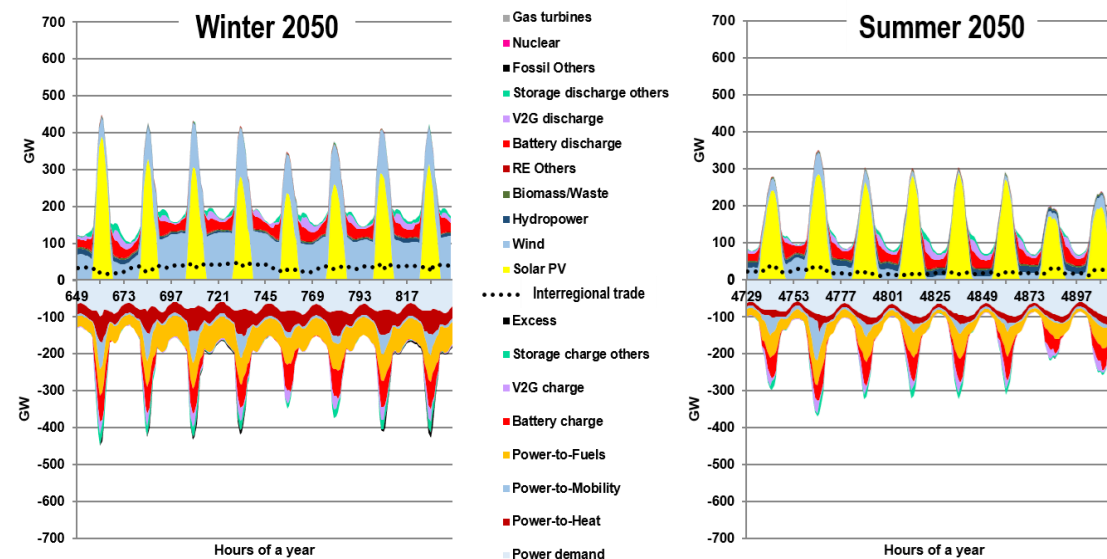 Winter 2050
700
600
500
400
300
200
100
0
-100
-200
-300
-400
-500
-600
-700
GW
GW
649 673 697 721 745 769 793 817
Hours of a year
Gas turbines
Nuclear
Fossil Others
Storage discharge others
V2G discharge
Battery discharge
RE Others
Biomass/Waste
Hydropower
Wind
Solar PV
Interregional trade
Excess
Storage charge others
V2G charge
Battery charge
Power-to-Fuels
Power-to-Mobility
Power-to-Heat
Power demand
Summer 2050
700
600
500
400
300
200
100
0
-100
-200
-300
-400
-500
-600
-700
GW
GW
4729 4753 4777 4801 4825 4849 4873 4897
Hours of a year